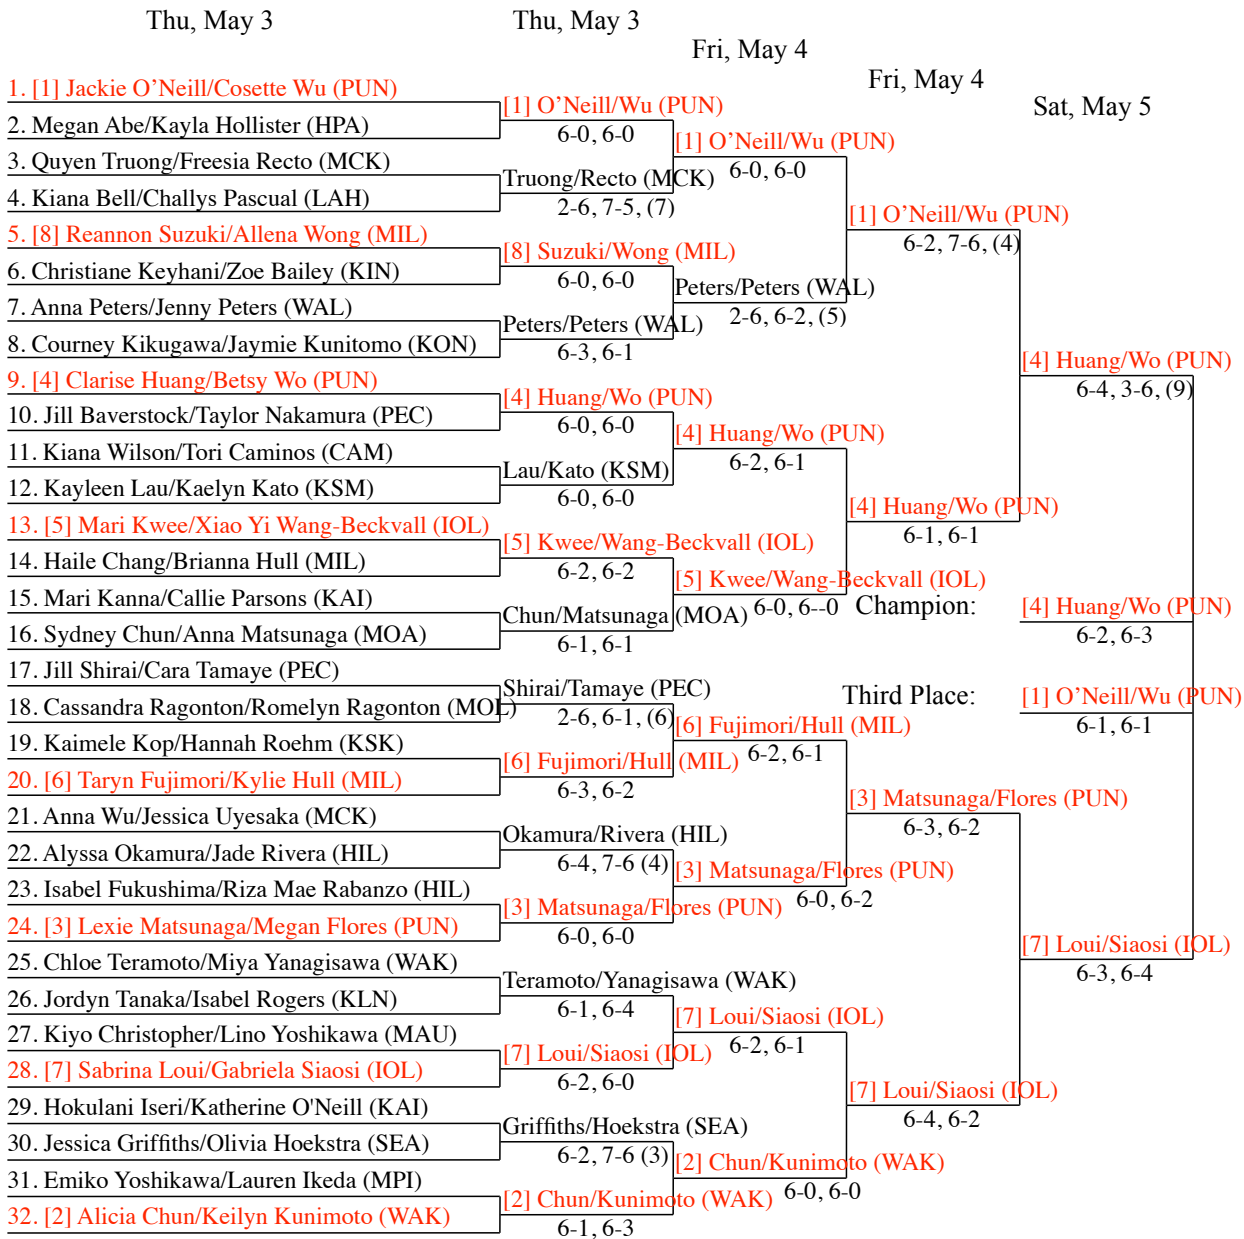 Thu, May 3
Thu, May 3
Fri, May 4
Fri, May 4
Sat, May 5
1. [1] Jackie O’Neill/Cosette Wu (PUN)
2. Megan Abe/Kayla Hollister (HPA)
3. Quyen Truong/Freesia Recto (MCK)
4. Kiana Bell/Challys Pascual (LAH)
5. [8] Reannon Suzuki/Allena Wong (MIL)
6. Christiane Keyhani/Zoe Bailey (KIN)
7. Anna Peters/Jenny Peters (WAL)
8. Courney Kikugawa/Jaymie Kunitomo (KON)
9. [4] Clarise Huang/Betsy Wo (PUN)
10. Jill Baverstock/Taylor Nakamura (PEC)
11. Kiana Wilson/Tori Caminos (CAM)
12. Kayleen Lau/Kaelyn Kato (KSM)
13. [5] Mari Kwee/Xiao Yi Wang-Beckvall (IOL)
14. Haile Chang/Brianna Hull (MIL)
15. Mari Kanna/Callie Parsons (KAI)
16. Sydney Chun/Anna Matsunaga (MOA)
17. Jill Shirai/Cara Tamaye (PEC)
18. Cassandra Ragonton/Romelyn Ragonton (MOL)
19. Kaimele Kop/Hannah Roehm (KSK)
20. [6] Taryn Fujimori/Kylie Hull (MIL)
21. Anna Wu/Jessica Uyesaka (MCK)
22. Alyssa Okamura/Jade Rivera (HIL)
23. Isabel Fukushima/Riza Mae Rabanzo (HIL)
24. [3] Lexie Matsunaga/Megan Flores (PUN)
25. Chloe Teramoto/Miya Yanagisawa (WAK)
26. Jordyn Tanaka/Isabel Rogers (KLN)
27. Kiyo Christopher/Lino Yoshikawa (MAU)
28. [7] Sabrina Loui/Gabriela Siaosi (IOL)
29. Hokulani Iseri/Katherine O'Neill (KAI)
30. Jessica Griffiths/Olivia Hoekstra (SEA)
31. Emiko Yoshikawa/Lauren Ikeda (MPI)
32. [2] Alicia Chun/Keilyn Kunimoto (WAK)
[1] O’Neill/Wu (PUN)
6-0, 6-0
Truong/Recto (MCK)
2-6, 7-5, (7)
[8] Suzuki/Wong (MIL)
6-0, 6-0
Peters/Peters (WAL)
6-3, 6-1
[4] Huang/Wo (PUN)
6-0, 6-0
Lau/Kato (KSM)
6-0, 6-0
[5] Kwee/Wang-Beckvall (IOL)
6-2, 6-2
Chun/Matsunaga (MOA)
6-1, 6-1
Shirai/Tamaye (PEC)
2-6, 6-1, (6)
[6] Fujimori/Hull (MIL)
6-3, 6-2
Okamura/Rivera (HIL)
6-4, 7-6 (4)
[3] Matsunaga/Flores (PUN)
6-0, 6-0
Teramoto/Yanagisawa (WAK)
6-1, 6-4
[7] Loui/Siaosi (IOL)
6-2, 6-0
Griffiths/Hoekstra (SEA)
6-2, 7-6 (3)
[2] Chun/Kunimoto (WAK)
6-1, 6-3
[1] O’Neill/Wu (PUN)
6-0, 6-0
Peters/Peters (WAL)
2-6, 6-2, (5)
[4] Huang/Wo (PUN)
6-2, 6-1
[5] Kwee/Wang-Beckvall (IOL)
6-0, 6--0
[6] Fujimori/Hull (MIL)
6-2, 6-1
[3] Matsunaga/Flores (PUN)
6-0, 6-2
[7] Loui/Siaosi (IOL)
6-2, 6-1
[2] Chun/Kunimoto (WAK)
6-0, 6-0
[1] O’Neill/Wu (PUN)
6-2, 7-6, (4)
[4] Huang/Wo (PUN)
6-1, 6-1
[3] Matsunaga/Flores (PUN)
6-3, 6-2
[7] Loui/Siaosi (IOL)
6-4, 6-2
[4] Huang/Wo (PUN)
6-4, 3-6, (9)
[7] Loui/Siaosi (IOL)
6-3, 6-4
Champion: [4] Huang/Wo (PUN)
6-2, 6-3
Third Place: [1] O’Neill/Wu (PUN)
6-1, 6-1